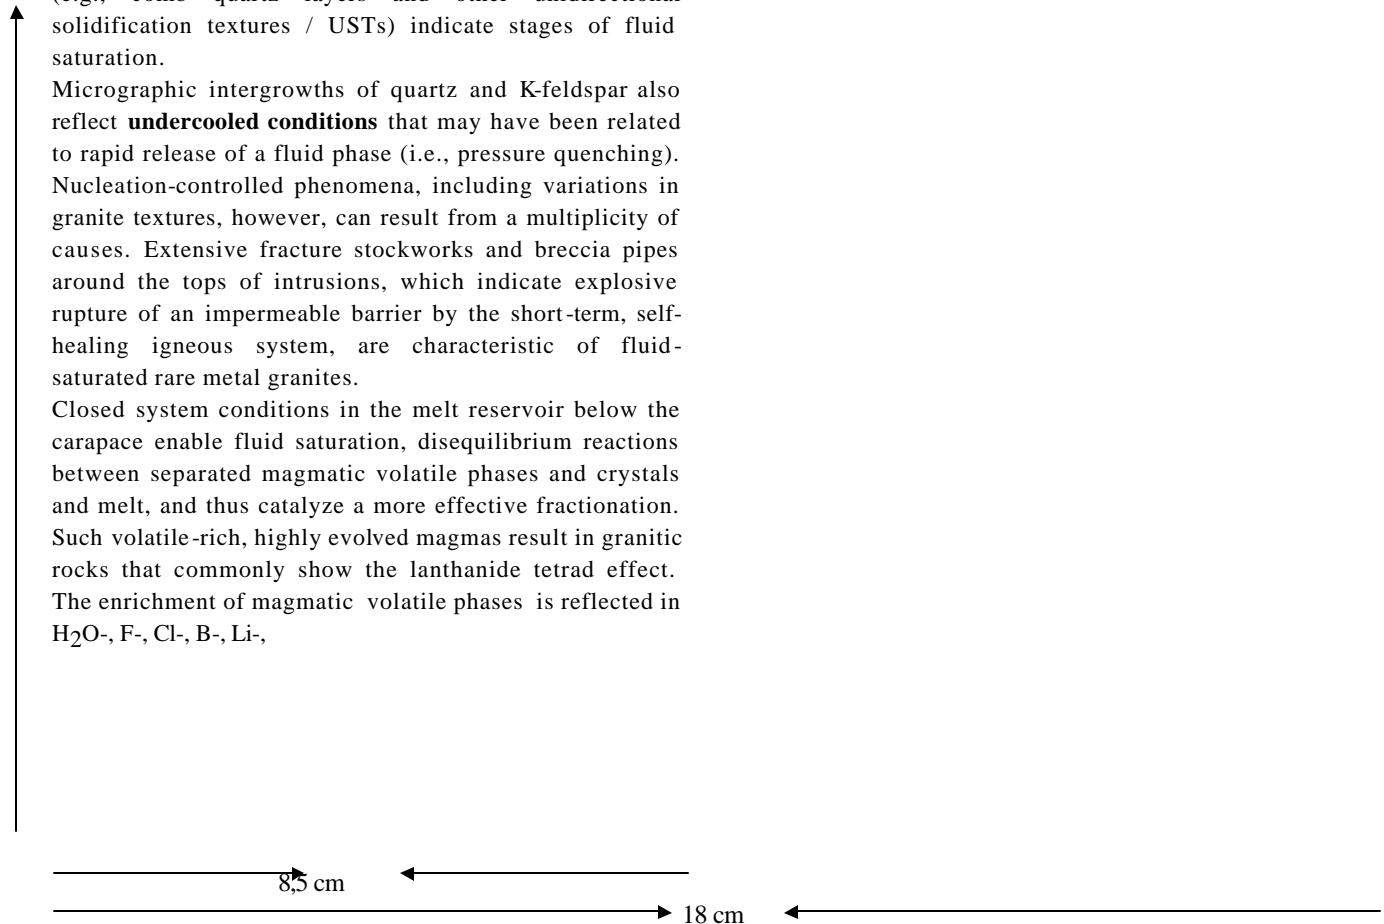 (e.g., comb quartz layers and other unidirectional
solidification textures / USTs) indicate stages of fluid
saturation.
Micrographic intergrowths of quartz and K-feldspar also
reflect undercooled conditions that may have been related
to rapid release of a fluid phase (i.e., pressure quenching).
Nucleation-controlled phenomena, including variations in
granite textures, however, can result from a multiplicity of
causes. Extensive fracture stockworks and breccia pipes
around the tops of intrusions, which indicate explosive
rupture of an impermeable barrier by the short-term, self-
healing igneous system, are characteristic of fluid-
saturated rare metal granites.
Closed system conditions in the melt reservoir below the
carapace enable fluid saturation, disequilibrium reactions
between separated magmatic volatile phases and crystals
and melt, and thus catalyze a more effective fractionation.
Such volatile-rich, highly evolved magmas result in granitic
rocks that commonly show the lanthanide tetrad effect.
The enrichment of magmatic volatile phases is reflected in
H2O-, F-, Cl-, B-, Li-,
8,5 cm
18 cm